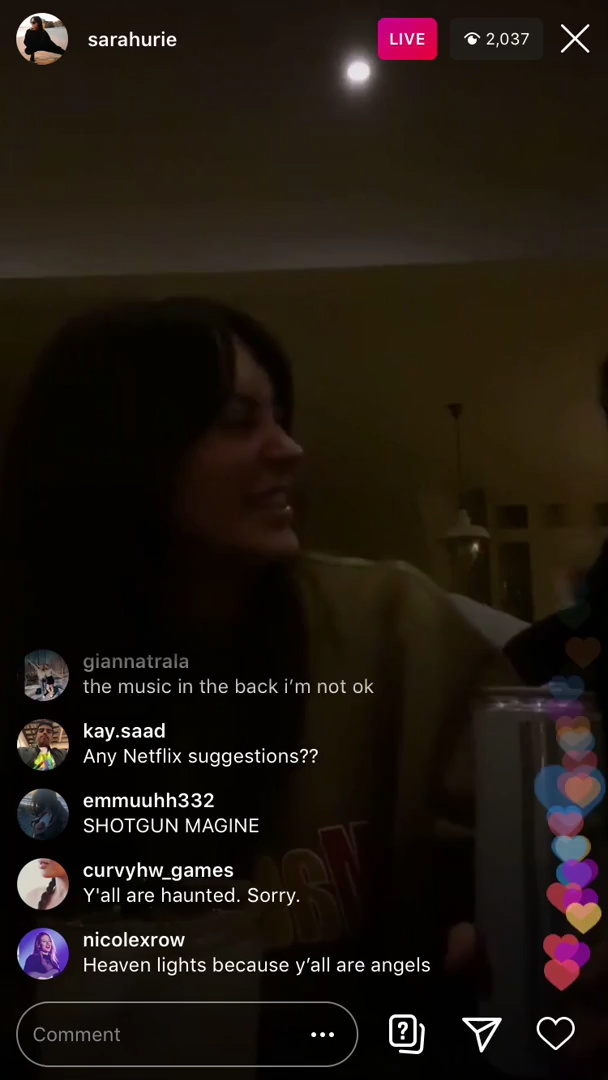 sarahurie
LIVE
2,037
giannatrala
the music in the back i’m not ok
kay.saad
Any Netflix suggestions??
emmuuhh332
SHOTGUN MAGINE
curvyhw_games
Y'all are haunted. Sorry.
nicolexrow
Heaven lights because y’all are angels
Comment